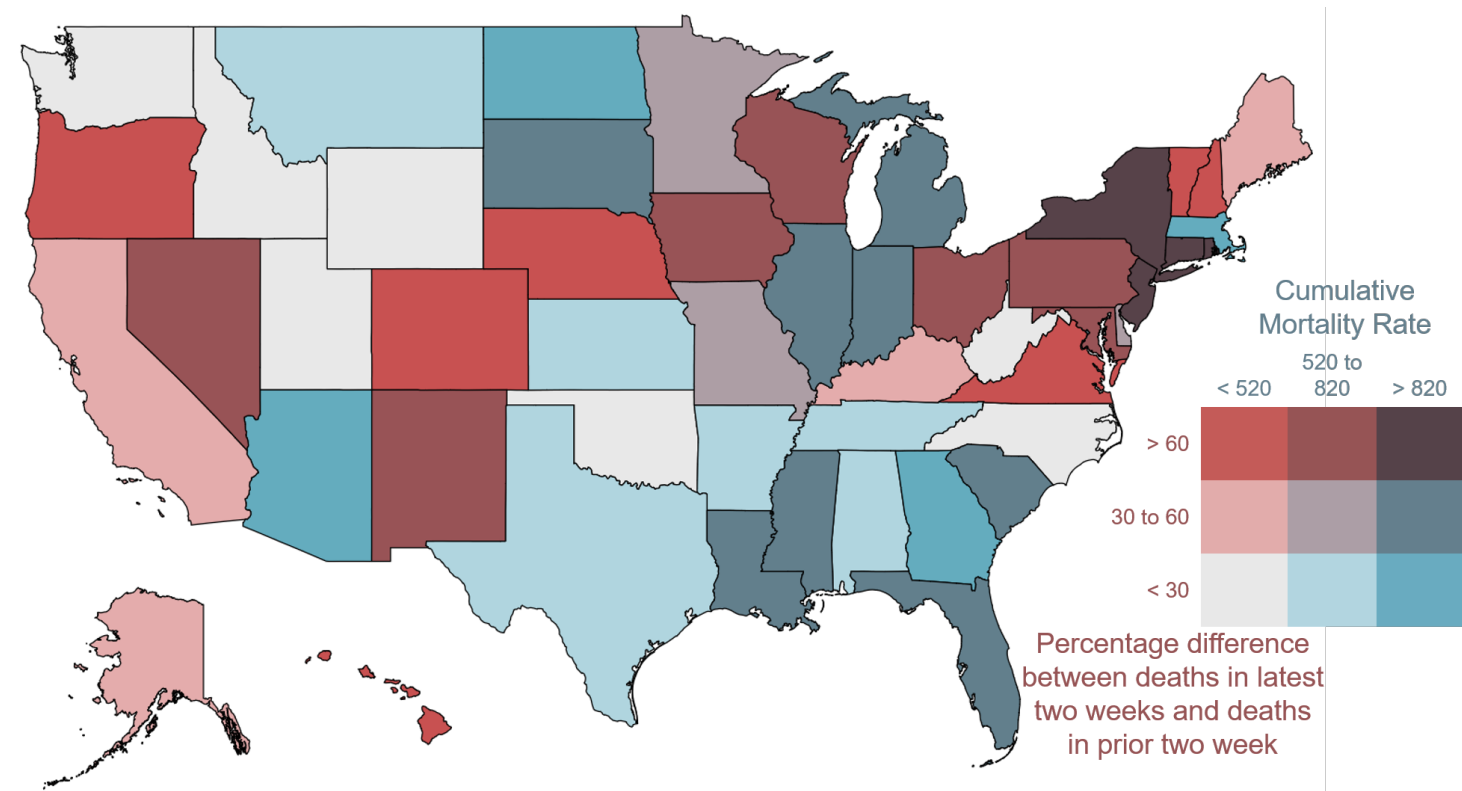 Cumulative
Mortality Rate
520 to
< 520 820 > 820
> 60
30 to 60
< 30
Percentage difference
between deaths in latest
two weeks and deaths
in prior two week